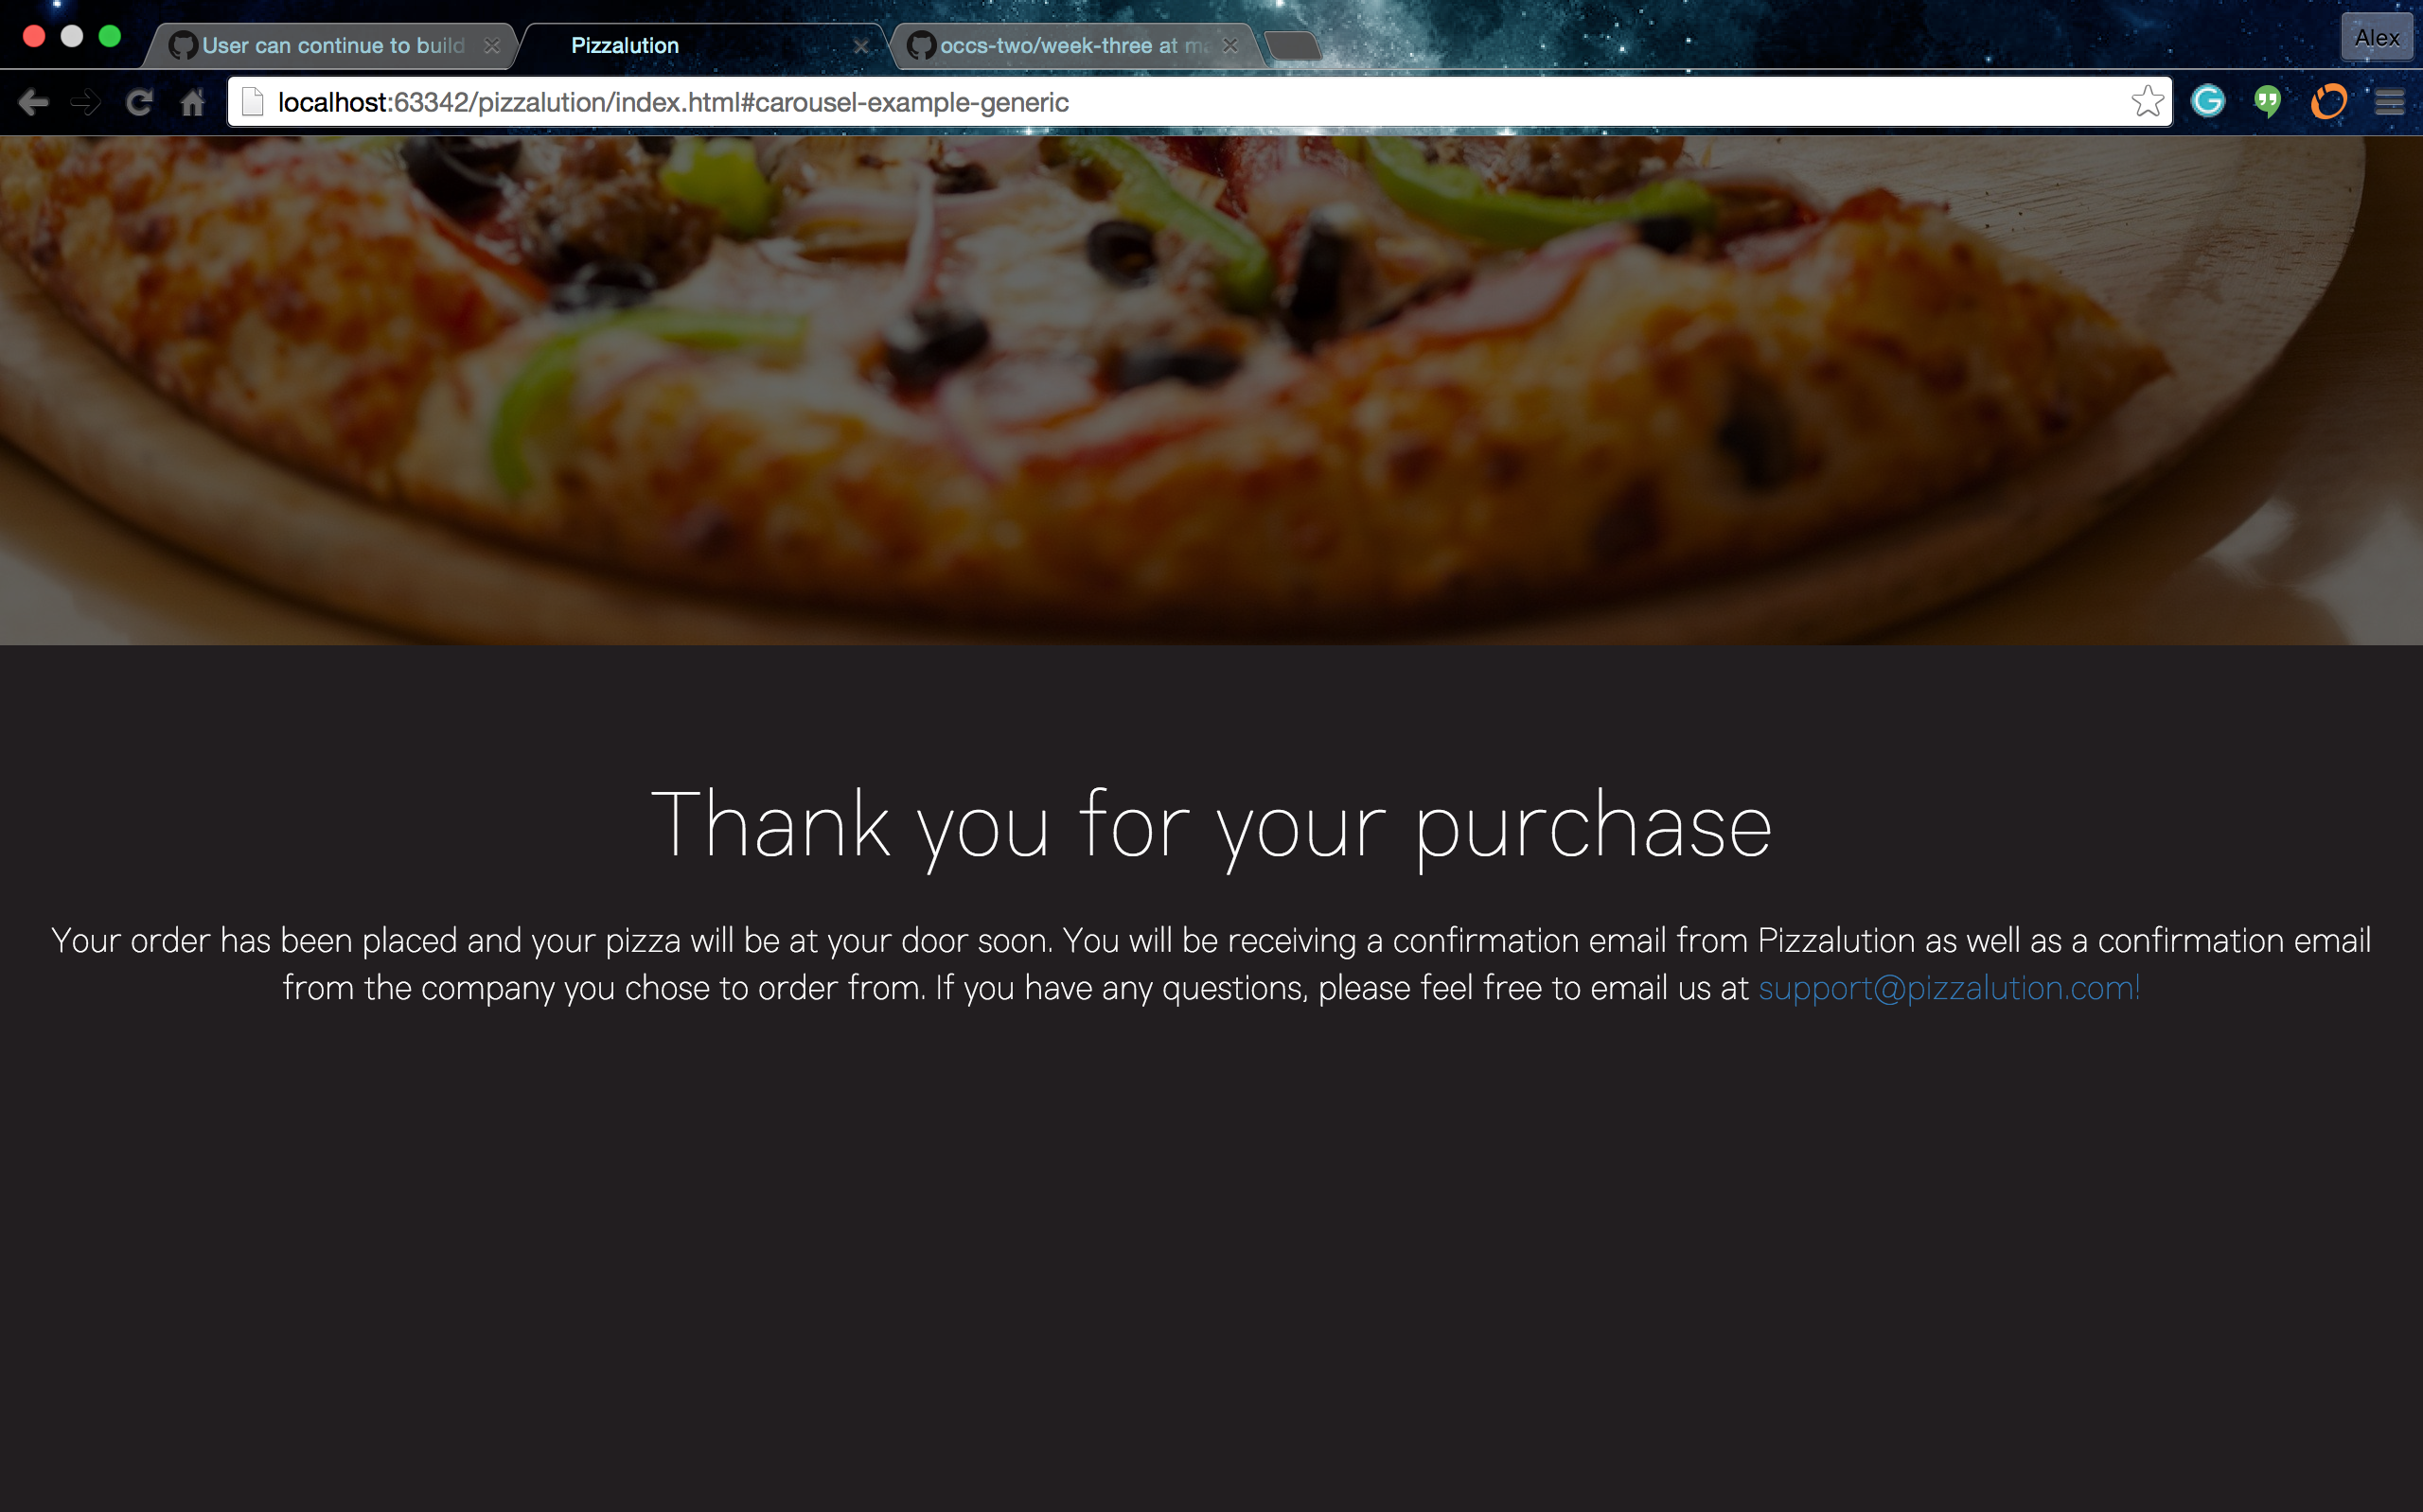 User can continue to build
Pizzalution
occs-two/week-three at
Alex
localhost:63342/pizzalution/index.html#carousel-example-generic
Thank you for your purchase
Your order has been placed and your pizza will be at your door soon. You will be receiving a confirmation email from Pizzalution as well as a confirmation email
from the company you chose to order from. If you have any questions, please feel free to email us at support@pizzalution.com!